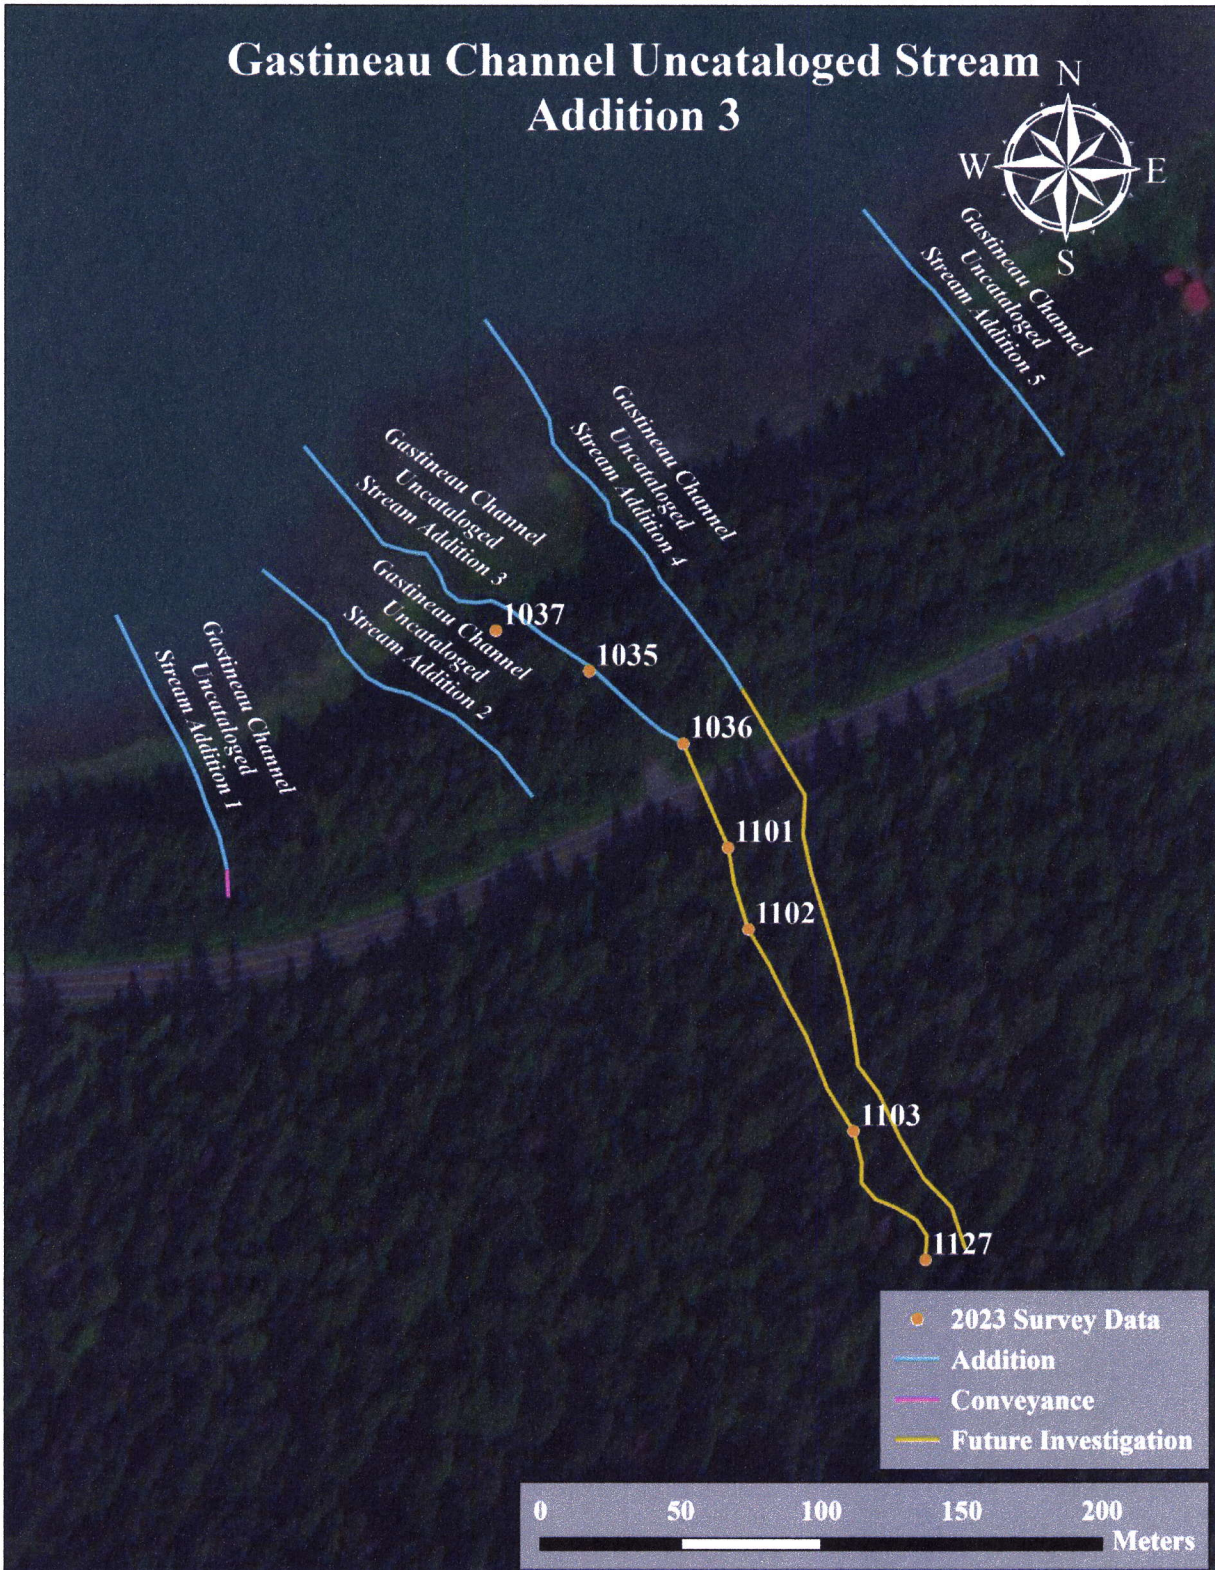 Gastineau Channel Uncataloged Stream
Addition 3
N
W
E
S
Gastineau Channel
Uncataloged
Stream Addition 5
Gastineau Channel
Uncataloged
Stream Addition 4
Gastineau Channel
Uncataloged
Stream Addition 3
Gastineau Channel
Uncataloged
Stream Addition 2
Gastineau Channel
Uncataloged
Stream Addition 1
1037
1035
1036
1101
1102
1103
1127
2023 Survey Data
Addition
Conveyance
Future Investigation
0 50 100 150 200
Meters